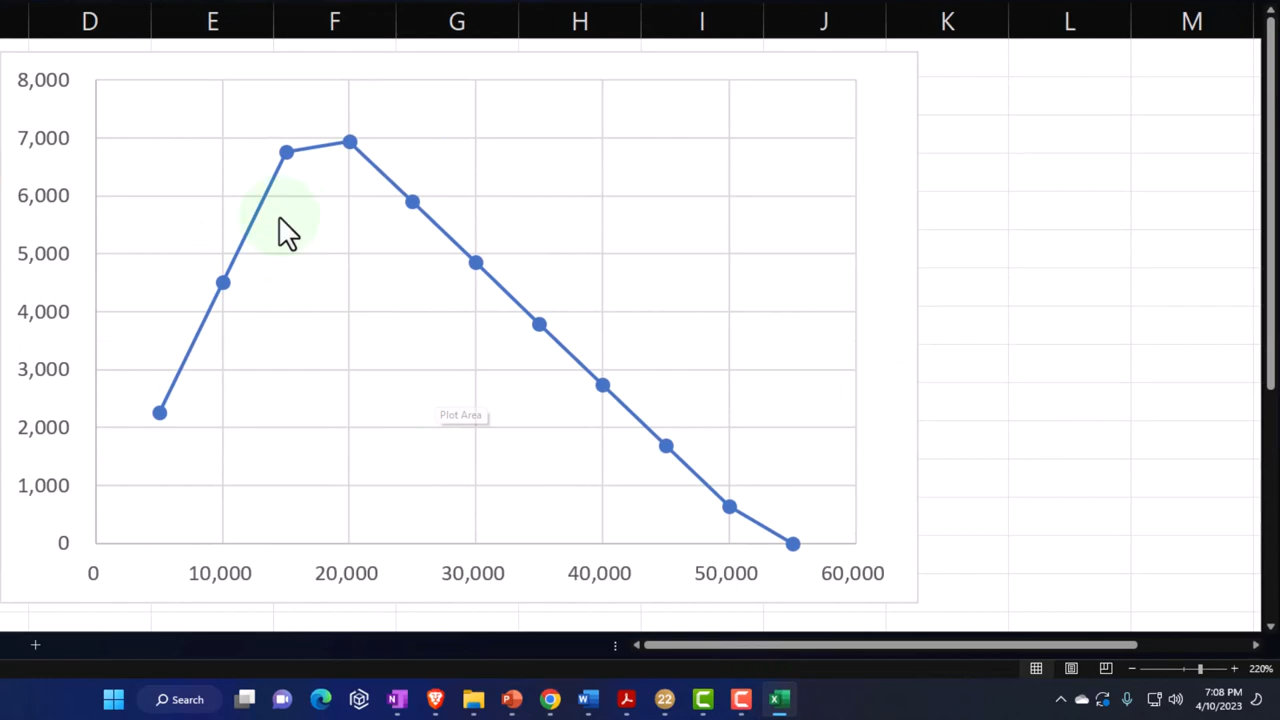 D E F G H I J K L M
8,000
7,000
6,000
5,000
4,000
3,000
Plot Area
2,000
1,000
0
0 10,000 20,000 30,000 40,000 50,000 60,000
220%
Search
22
7:08 PM
4/10/2023